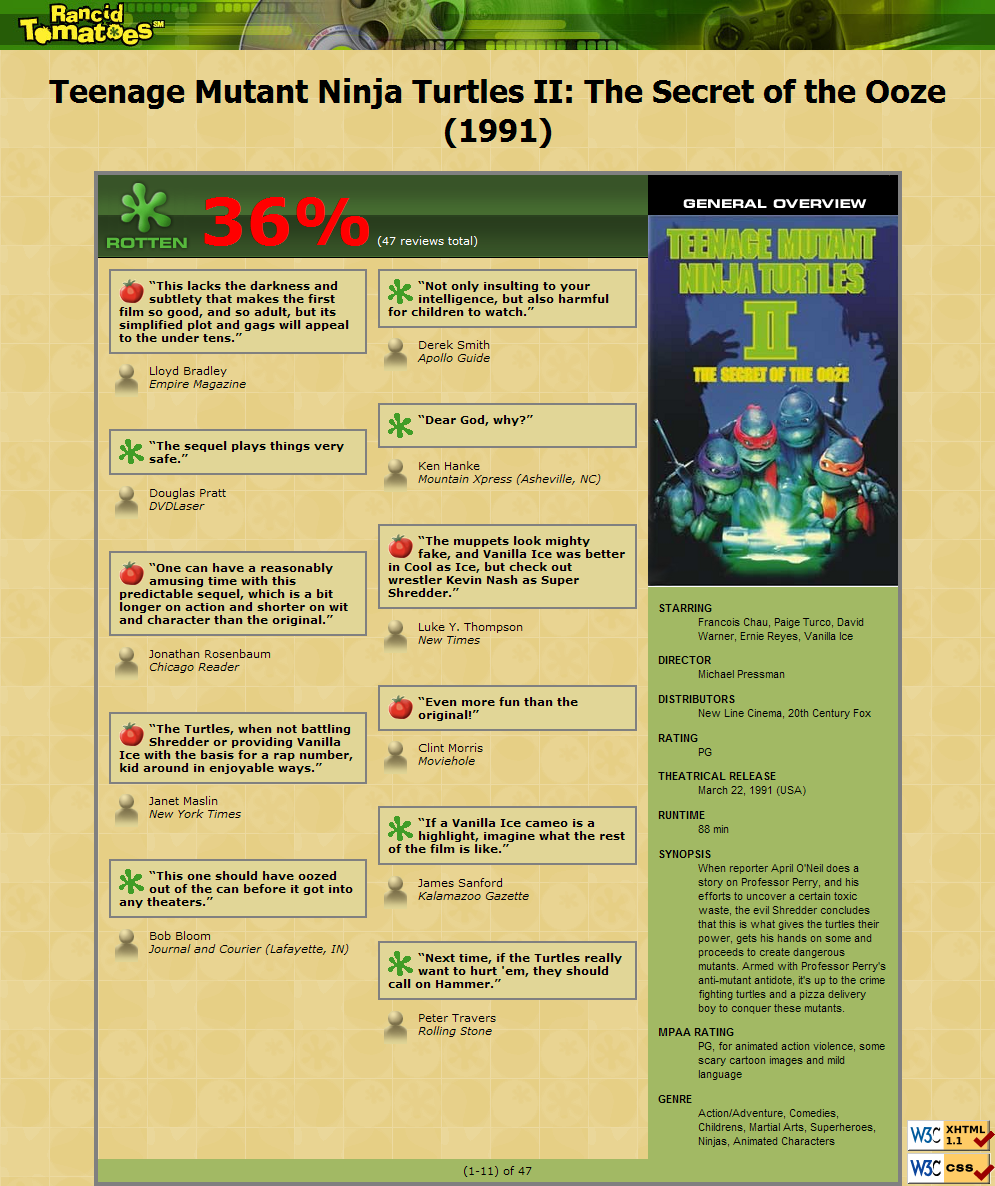 Rancid
TomatoesSM
Teenage Mutant Ninja Turtles II: The Secret of the Ooze
(1991)
ROTTEN
36%
(47 reviews total)
“This lacks the darkness and
subtlety that makes the first
film so good, and so adult, but its
simplified plot and gags will appeal
to the under tens.”
Lloyd Bradley
Empire Magazine
“The sequel plays things very
safe.”
Douglas Pratt
DVDLaser
“One can have a reasonably
amusing time with this
predictable sequel, which is a bit
longer on action and shorter on wit
and character than the original.”
Jonathan Rosenbaum
Chicago Reader
“The Turtles, when not battling
Shredder or providing Vanilla
Ice with the basis for a rap number,
kid around in enjoyable ways.”
Janet Maslin
New York Times
“This one should have oozed
out of the can before it got into
any theaters.”
Bob Bloom
Journal and Courier (Lafayette, IN)
“Not only insulting to your
intelligence, but also harmful
for children to watch.”
Derek Smith
Apollo Guide
“Dear God, why?”
Ken Hanke
Mountain Xpress (Asheville, NC)
“The muppets look mighty
fake, and Vanilla Ice was better
in Cool as Ice, but check out
wrestler Kevin Nash as Super
Shredder.”
Luke Y. Thompson
New Times
“Even more fun than the
original!”
Clint Morris
Moviehole
“If a Vanilla Ice cameo is a
highlight, imagine what the rest
of the film is like.”
James Sanford
Kalamazoo Gazette
“Next time, if the Turtles really
want to hurt 'em, they should
call on Hammer.”
Peter Travers
Rolling Stone
GENERAL OVERVIEW
TEENAGE MUTANT
NINJA TURTLES
II
THE SECRET OF THE OOZE
STARRING
Francois Chau, Paige Turco, David
Warner, Ernie Reyes, Vanilla Ice
DIRECTOR
Michael Pressman
DISTRIBUTORS
New Line Cinema, 20th Century Fox
RATING
PG
THEATRICAL RELEASE
March 22, 1991 (USA)
RUNTIME
88 min
SYNOPSIS
When reporter April O'Neil does a
story on Professor Perry, and his
efforts to uncover a certain toxic
waste, the evil Shredder concludes
that this is what gives the turtles their
power, gets his hands on some and
proceeds to create dangerous
mutants. Armed with Professor Perry's
anti-mutant antidote, it's up to the crime
fighting turtles and a pizza delivery
boy to conquer these mutants.
MPAA RATING
PG, for animated action violence, some
scary cartoon images and mild
language
GENRE
Action/Adventure, Comedies,
Childrens, Martial Arts, Superheroes,
Ninjas, Animated Characters
(1-11) of 47
W3C XHTML
1.1
W3C CSS